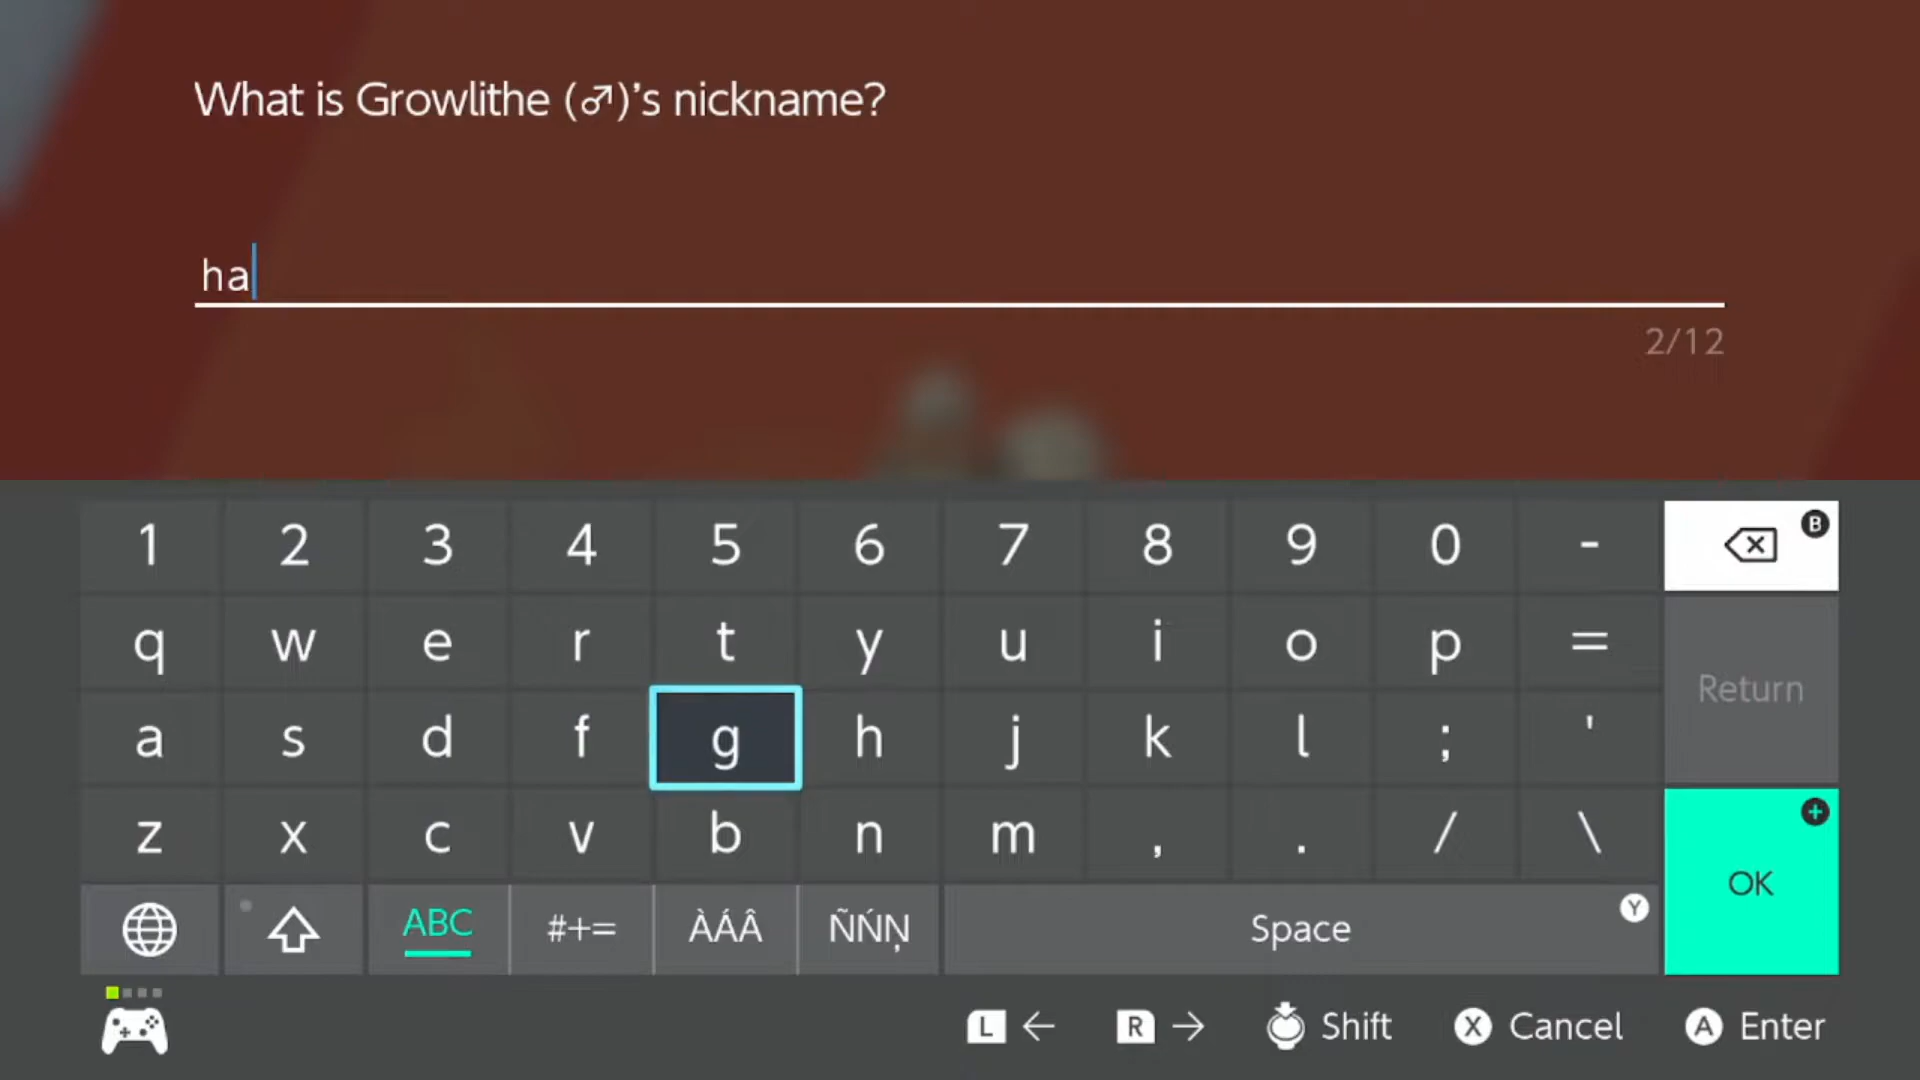 What is Growlithe (♂)'s nickname?
ha
2/12
1 2 3 4 5 6 7 8 9 0 - B
q w e r t y u i o p = Return
a s d f g h j k l ; '
z x c v b n m , . / \ + OK
ABC #+= ÀÁÂ ÑŃŅ Space Y
L ← R → Shift X Cancel A Enter